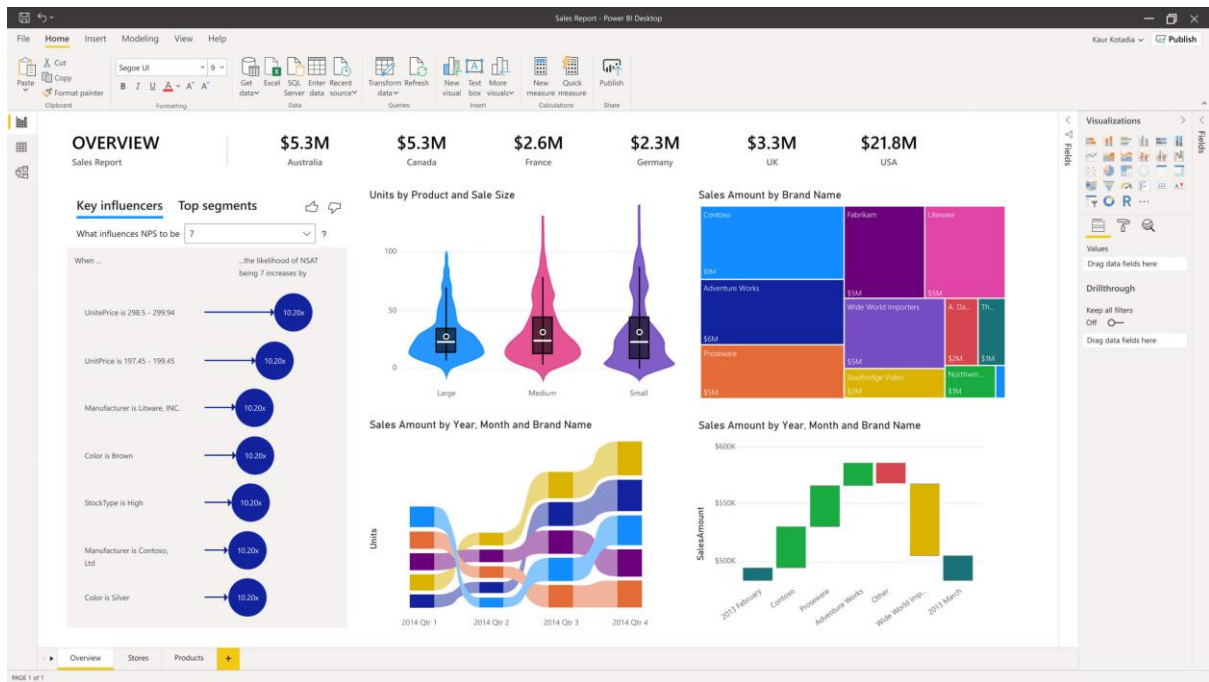 Sales Report - Power BI Desktop
File Home Insert Modeling View Help
Kaur Kotadia
Publish
Paste
Cut
Copy
Format painter
Clipboard
Segoe UI
9
B I U A A A
Formatting
Get data
Excel
SQL Server
Enter data
Recent source
Data
Transform data
Refresh
Queries
New visual
Text box
More visuals
Insert
New measure
Quick measure
Calculations
Publish
Share
OVERVIEW
Sales Report
$5.3M
Australia
$5.3M
Canada
$2.6M
France
$2.3M
Germany
$3.3M
UK
$21.8M
USA
Key influencers Top segments
What influences NPS to be 7 ?
When ...
...the likelihood of NSAT
being 7 increases by
UnitePrice is 298.5 - 299.94
10.20x
UnitPrice is 197.45 - 199.45
10.20x
Manufacturer is Litware, INC.
10.20x
Color is Brown
10.20x
StockType is High
10.20x
Manufacturer is Contoso,
Ltd
10.20x
Color is Silver
10.20x
Units by Product and Sale Size
100
50
0
Large Medium Small
Sales Amount by Brand Name
Contoso
$9M
Adventure Works
$6M
Proseware
$5M
Fabrikam
$5M
Liteware
$5M
Wide World Importers
$5M
A. Da...
$2M
Th...
$1M
Southridge Video
$2M
Northwin...
$1M
Sales Amount by Year, Month and Brand Name
Units
2014 Qtr 1 2014 Qtr 2 2014 Qtr 3 2014 Qtr 4
Sales Amount by Year, Month and Brand Name
SalesAmount
$600K
$550K
$500K
2013 February
Contoso
Proseware
Adventure Works
Other
Wide World Imp...
2013 March
Fields
Visualizations
R ...
Values
Drag data fields here
Drillthrough
Keep all filters
Off
Drag data fields here
Fields
Overview Stores Products +
PAGE 1 of 1